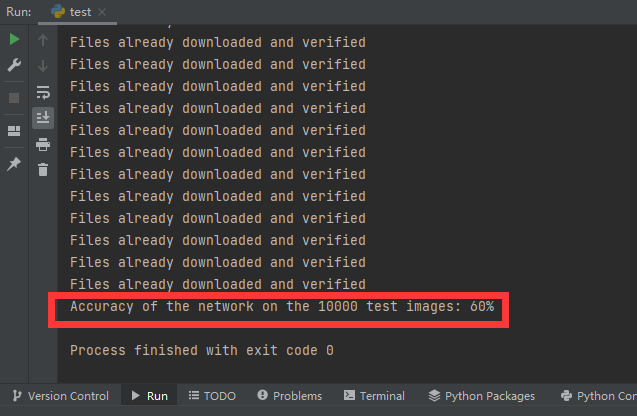 Run: test
Files already downloaded and verified
Files already downloaded and verified
Files already downloaded and verified
Files already downloaded and verified
Files already downloaded and verified
Files already downloaded and verified
Files already downloaded and verified
Files already downloaded and verified
Files already downloaded and verified
Files already downloaded and verified
Files already downloaded and verified
Files already downloaded and verified
Accuracy of the network on the 10000 test images: 60%
Process finished with exit code 0
Version Control Run TODO Problems Terminal Python Packages Python Con